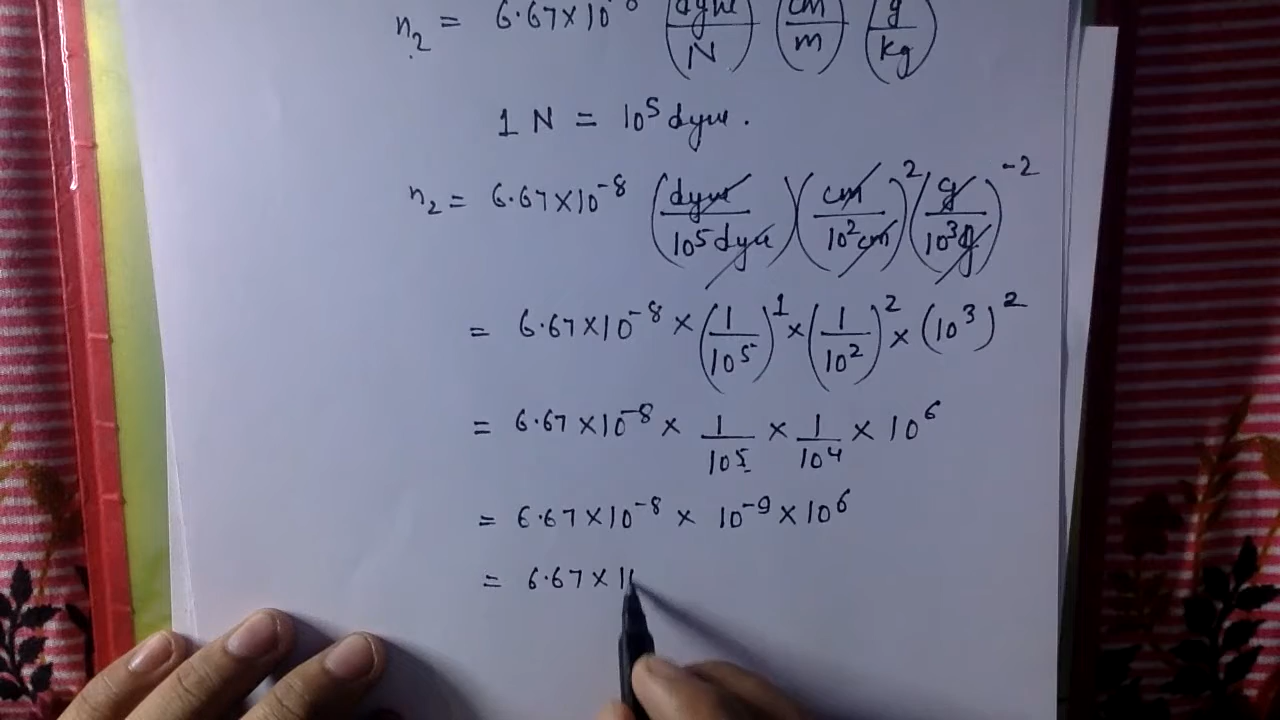 n₂ = 6.67×10⁻⁸ (dyne/N) (cm/m) (g/kg)
1 N = 10⁵ dyne.
n₂ = 6.67×10⁻⁸ (dyne/10⁵ dyne) (cm/10² cm)² (g/10³ g)⁻²
= 6.67×10⁻⁸ × (1/10⁵)¹ × (1/10²)² × (10³)²
= 6.67×10⁻⁸ × 1/10⁵ × 1/10⁴ × 10⁶
= 6.67×10⁻⁸ × 10⁻⁹ × 10⁶
= 6.67×1